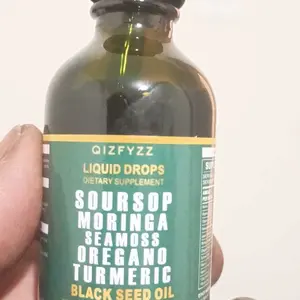 QIZFYZZ
LIQUID DROPS
DIETARY SUPPLEMENT
SOURSOP
MORINGA
SEAMOSS
OREGANO
TURMERIC
BLACK SEED OIL